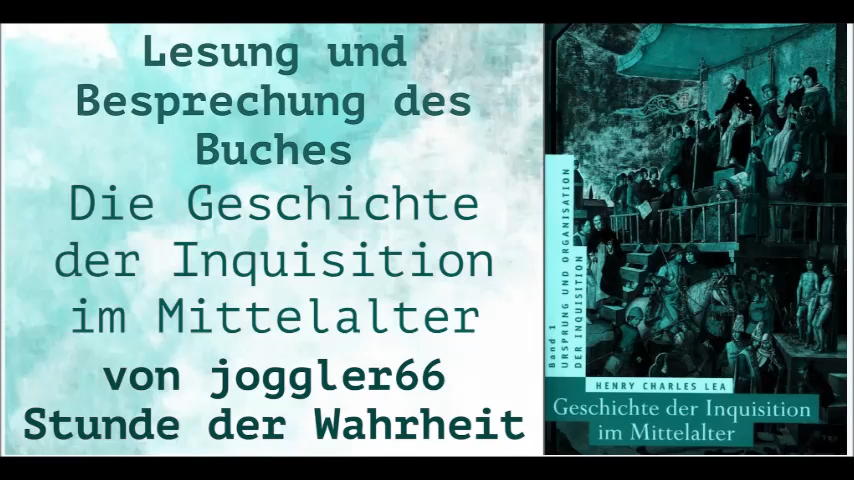 Lesung und
Besprechung des
Buches
Die Geschichte
der Inquisition
im Mittelalter
von joggler66
Stunde der Wahrheit
Band 1
URSPRUNG UND ORGANISATION
DER INQUISITION
HENRY CHARLES LEA
Geschichte der Inquisition
im Mittelalter